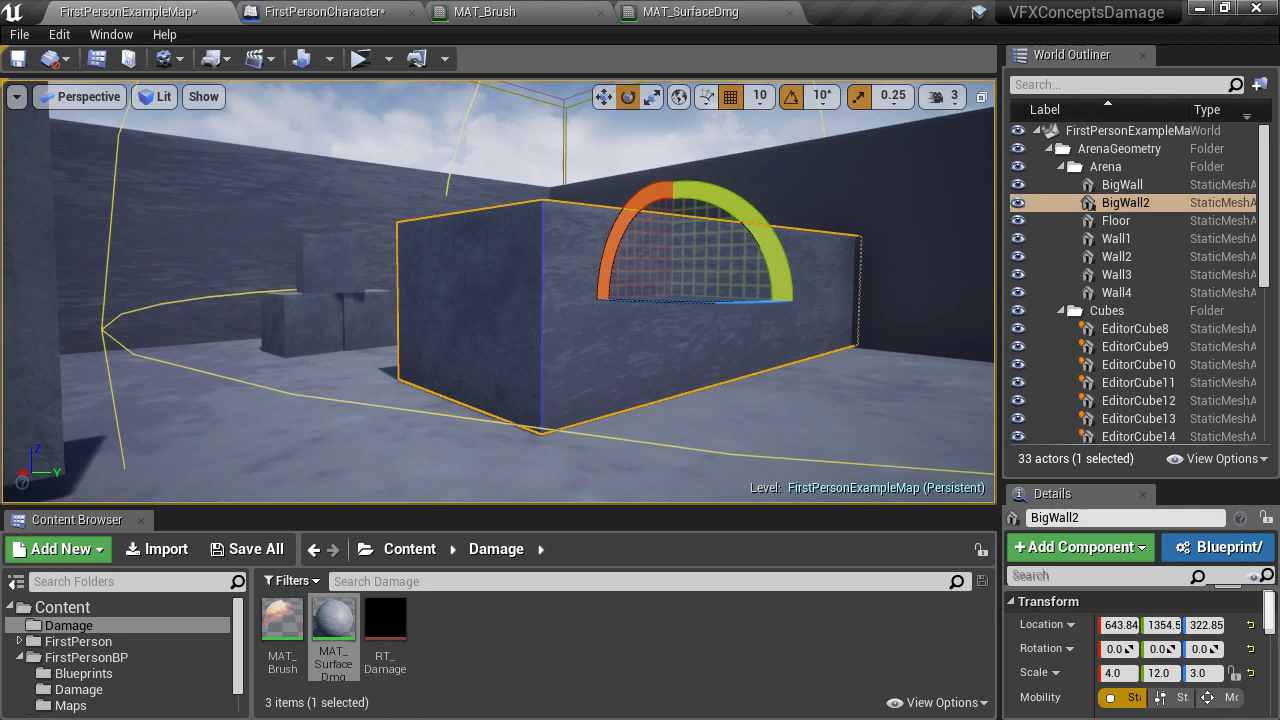 FirstPersonExampleMap*
FirstPersonCharacter*
MAT_Brush
MAT_SurfaceDmg
VFXConceptsDamage
File Edit Window Help
World Outliner
Perspective Lit Show
10 10° 0.25 3
Search...
Label Type
FirstPersonExampleMa World
ArenaGeometry Folder
Arena Folder
BigWall StaticMeshA
BigWall2 StaticMeshA
Floor StaticMeshA
Wall1 StaticMeshA
Wall2 StaticMeshA
Wall3 StaticMeshA
Wall4 StaticMeshA
Cubes Folder
EditorCube8 StaticMeshA
EditorCube9 StaticMeshA
EditorCube10 StaticMeshA
EditorCube11 StaticMeshA
EditorCube12 StaticMeshA
EditorCube13 StaticMeshA
EditorCube14 StaticMeshA
33 actors (1 selected) View Options
Z
X Y
Level: FirstPersonExampleMap (Persistent)
Details
BigWall2
+Add Component Blueprint/
Search
Transform
Location 643.84 1354.5 322.85
Rotation 0.0 0.0 0.0
Scale 4.0 12.0 3.0
Mobility Sta St Mo
Content Browser
Add New Import Save All Content Damage
Search Folders
Filters Search Damage
Content
Damage
FirstPerson
FirstPersonBP
Blueprints
Damage
Maps
MAT_
Brush
MAT_
Surface
Dmg
RT_
Damage
3 items (1 selected) View Options